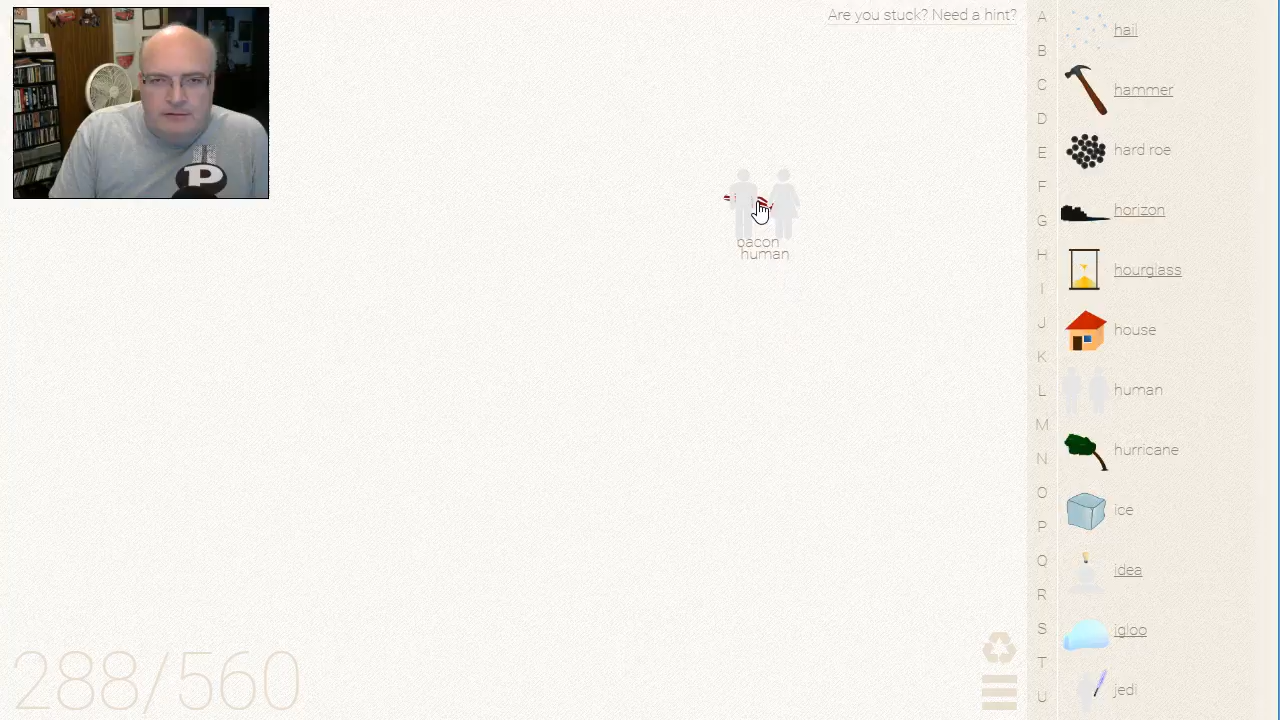 Are you stuck? Need a hint?
A
B
C
D
E
F
G
H
I
J
K
L
M
N
O
P
Q
R
S
T
U
hail
hammer
hard roe
horizon
hourglass
house
human
hurricane
ice
idea
igloo
jedi
bacon
human
P
288/560